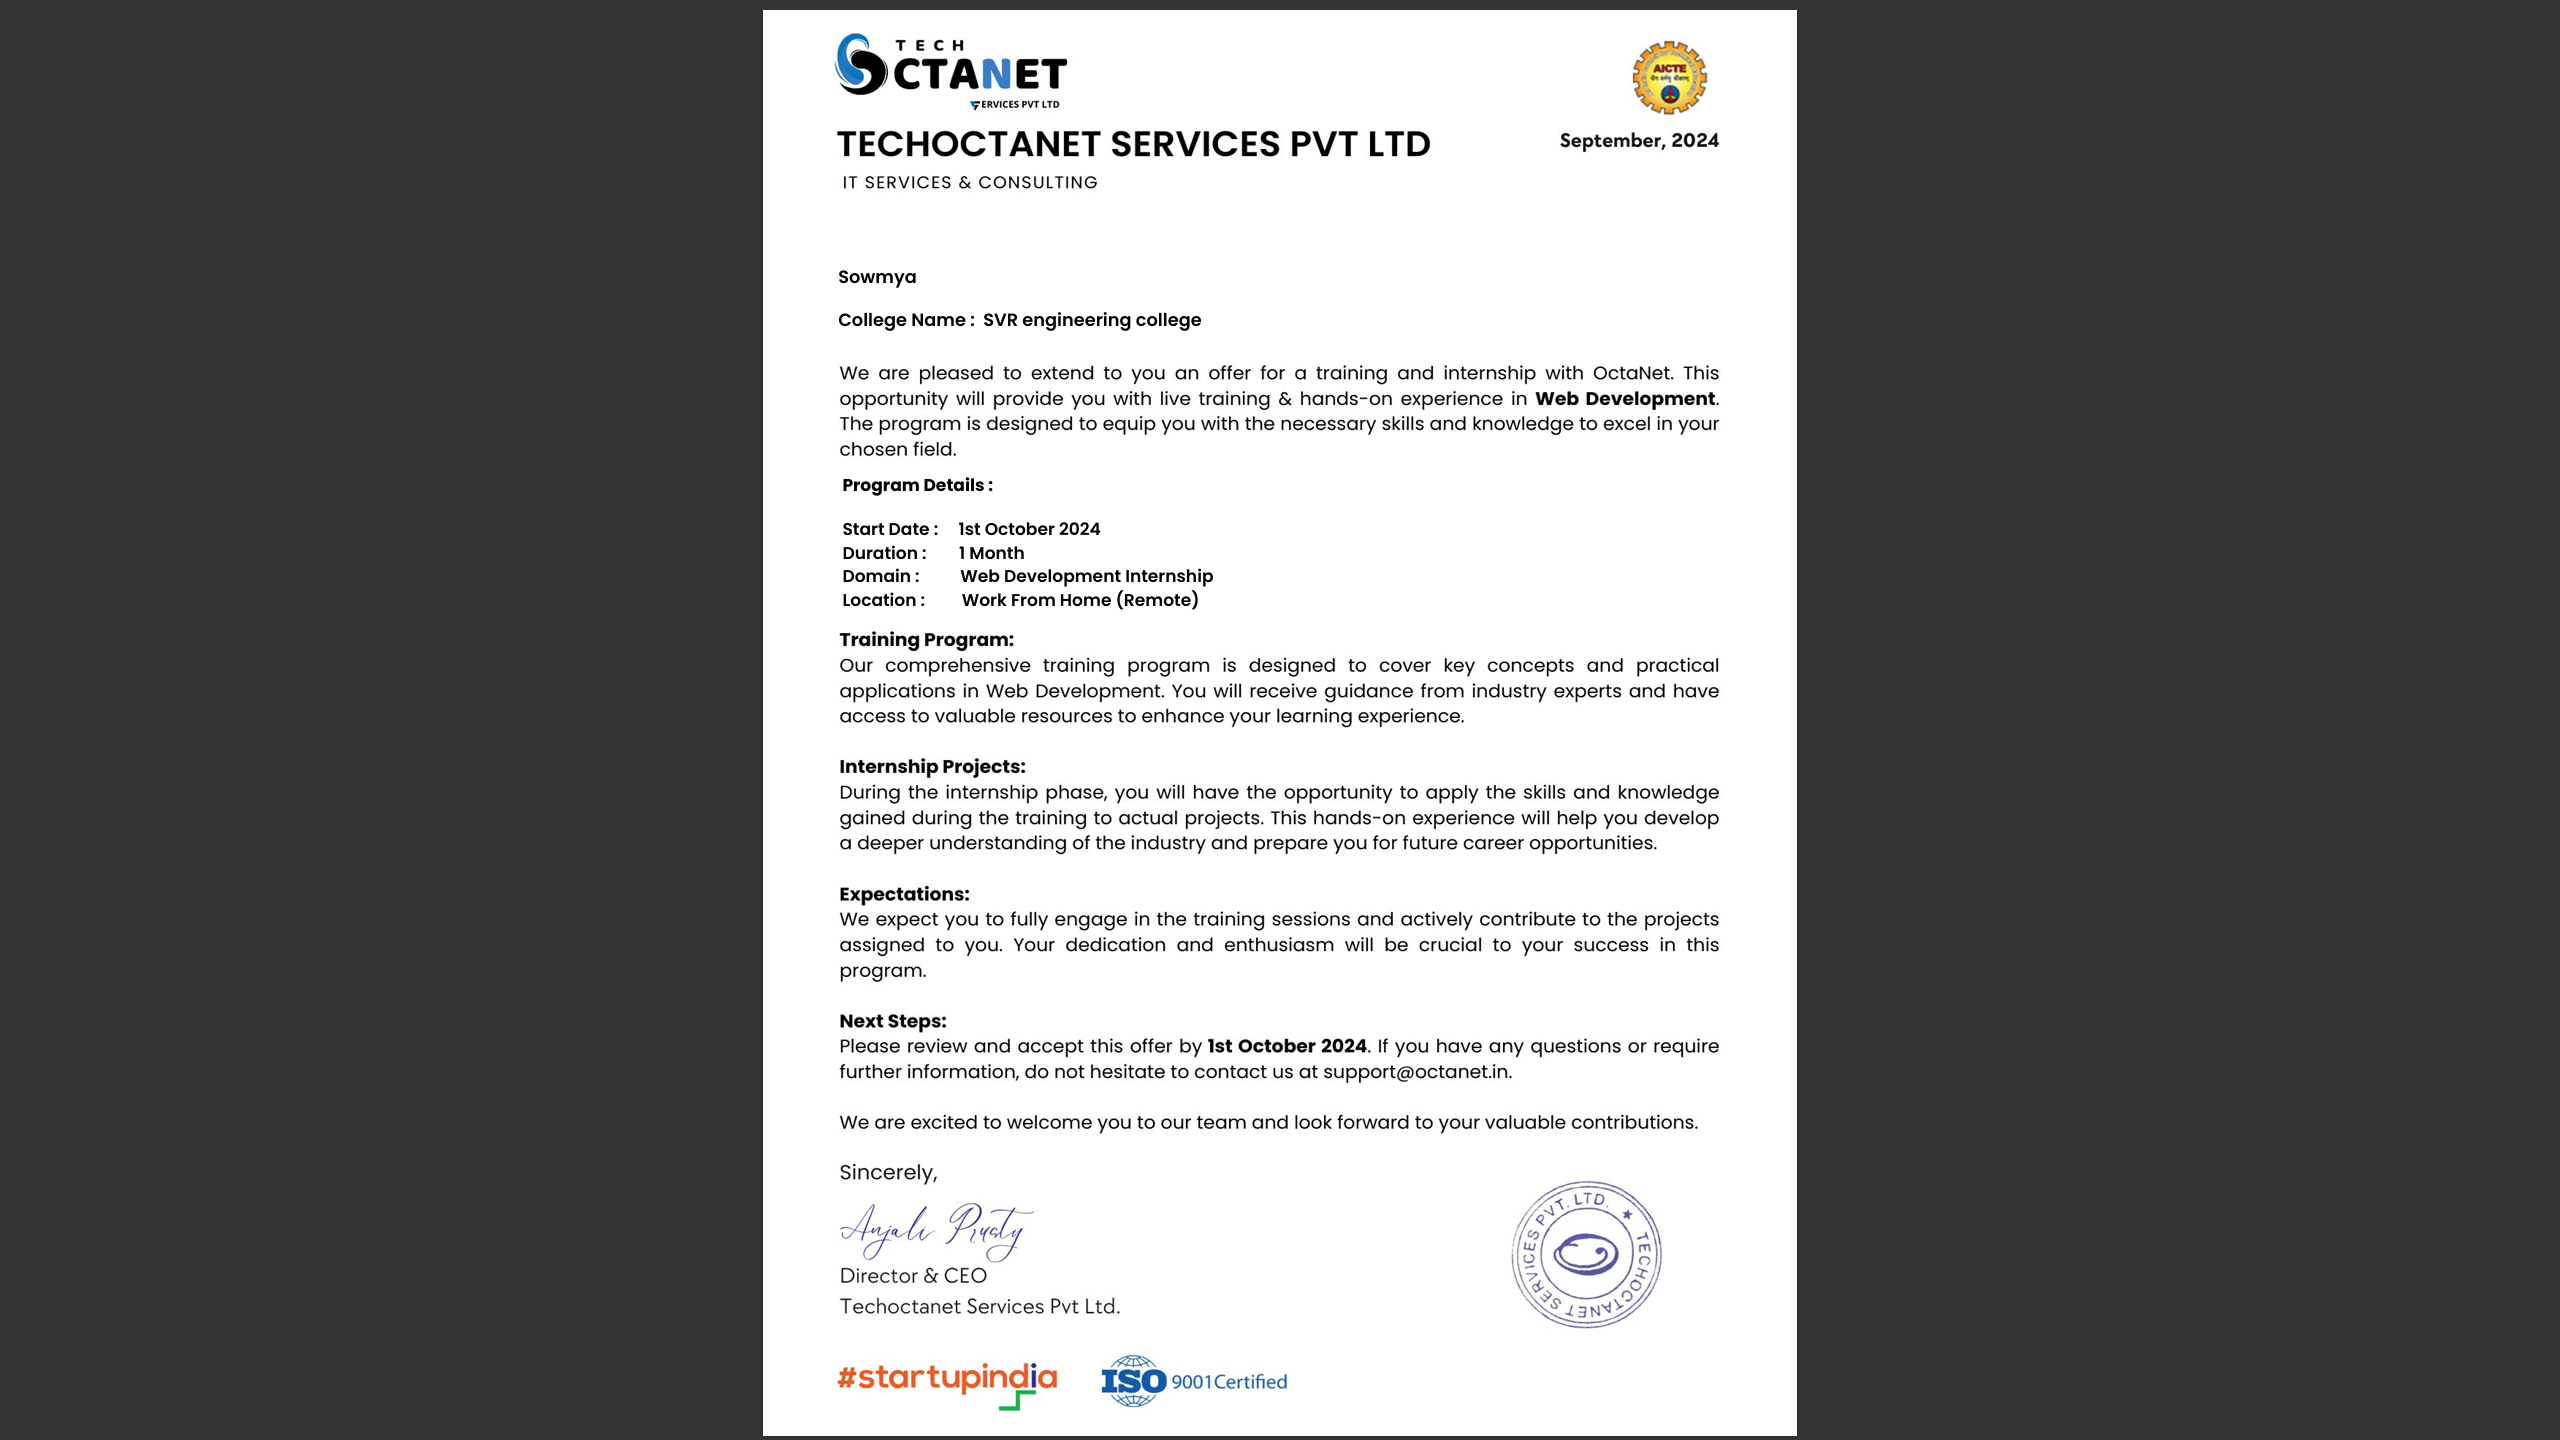 TECH
OCTANET
SERVICES PVT LTD
AICTE
TECHOCTANET SERVICES PVT LTD
September, 2024
IT SERVICES & CONSULTING
Sowmya
College Name : SVR engineering college
We are pleased to extend to you an offer for a training and internship with OctaNet. This
opportunity will provide you with live training & hands-on experience in Web Development.
The program is designed to equip you with the necessary skills and knowledge to excel in your
chosen field.
Program Details :
Start Date : 1st October 2024
Duration : 1 Month
Domain : Web Development Internship
Location : Work From Home (Remote)
Training Program:
Our comprehensive training program is designed to cover key concepts and practical
applications in Web Development. You will receive guidance from industry experts and have
access to valuable resources to enhance your learning experience.
Internship Projects:
During the internship phase, you will have the opportunity to apply the skills and knowledge
gained during the training to actual projects. This hands-on experience will help you develop
a deeper understanding of the industry and prepare you for future career opportunities.
Expectations:
We expect you to fully engage in the training sessions and actively contribute to the projects
assigned to you. Your dedication and enthusiasm will be crucial to your success in this
program.
Next Steps:
Please review and accept this offer by 1st October 2024. If you have any questions or require
further information, do not hesitate to contact us at support@octanet.in.
We are excited to welcome you to our team and look forward to your valuable contributions.
Sincerely,
Anjali Prusty
Director & CEO
Techoctanet Services Pvt Ltd.
TECHOCTANET SERVICES PVT. LTD.
#startupindia
ISO 9001 Certified